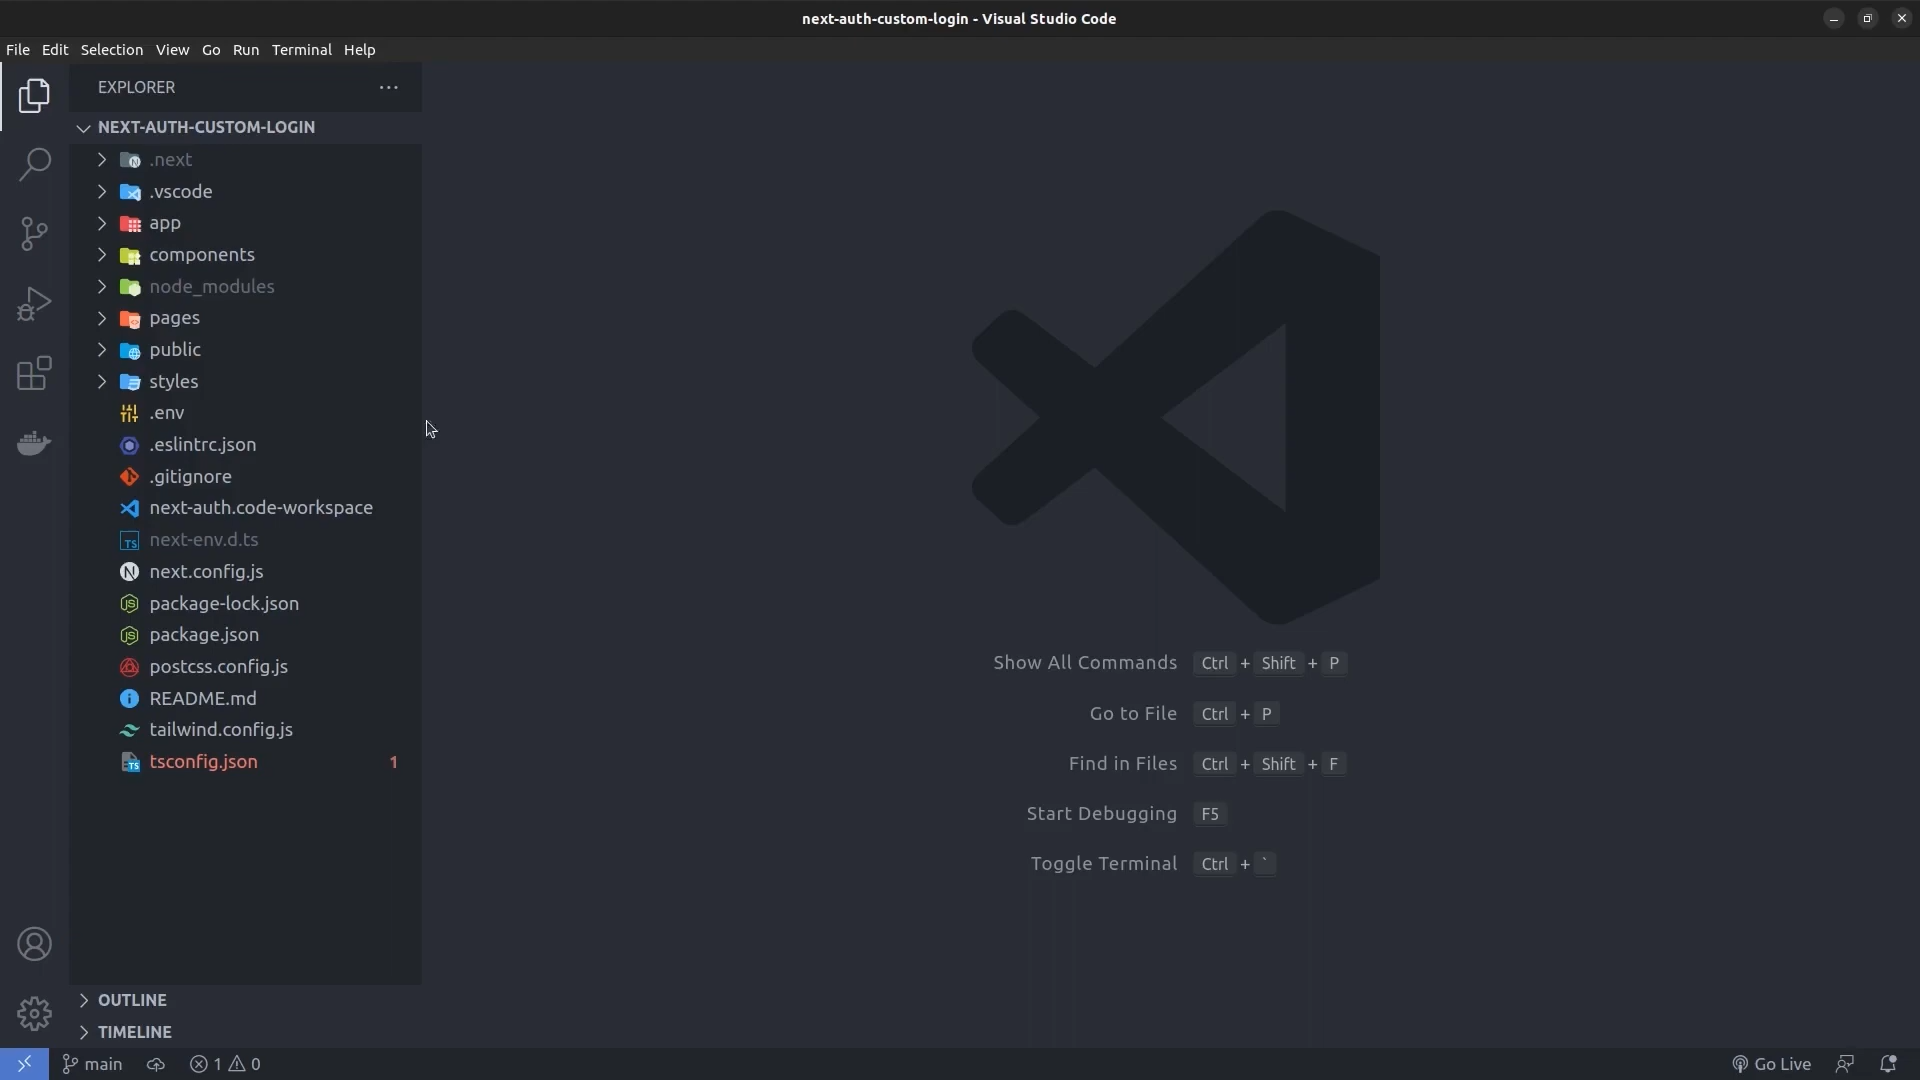 next-auth-custom-login - Visual Studio Code
File Edit Selection View Go Run Terminal Help
EXPLORER
NEXT-AUTH-CUSTOM-LOGIN
.next
.vscode
app
components
node_modules
pages
public
styles
.env
.eslintrc.json
.gitignore
next-auth.code-workspace
next-env.d.ts
next.config.js
package-lock.json
package.json
postcss.config.js
README.md
tailwind.config.js
tsconfig.json 1
Show All Commands Ctrl + Shift + P
Go to File Ctrl + P
Find in Files Ctrl + Shift + F
Start Debugging F5
Toggle Terminal Ctrl + `
OUTLINE
TIMELINE
main 1 0 Go Live